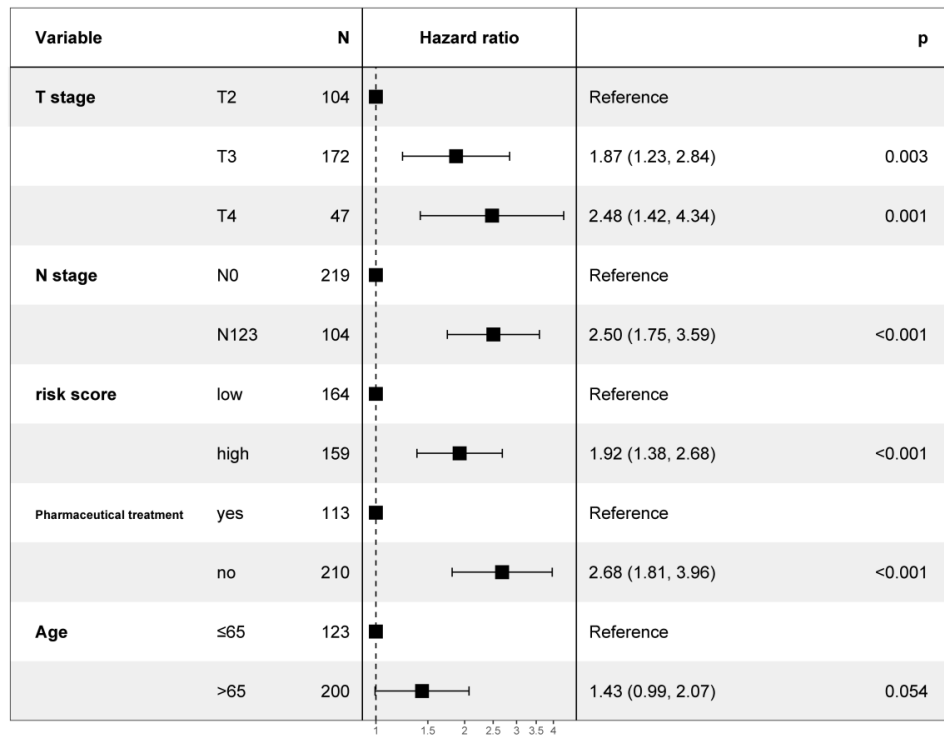 Variable N Hazard ratio p
T stage T2 104 Reference
T3 172 1.87 (1.23, 2.84) 0.003
T4 47 2.48 (1.42, 4.34) 0.001
N stage N0 219 Reference
N123 104 2.50 (1.75, 3.59) <0.001
risk score low 164 Reference
high 159 1.92 (1.38, 2.68) <0.001
Pharmaceutical treatment yes 113 Reference
no 210 2.68 (1.81, 3.96) <0.001
Age ≤65 123 Reference
>65 200 1.43 (0.99, 2.07) 0.054
1 1.5 2 2.5 3 3.5 4